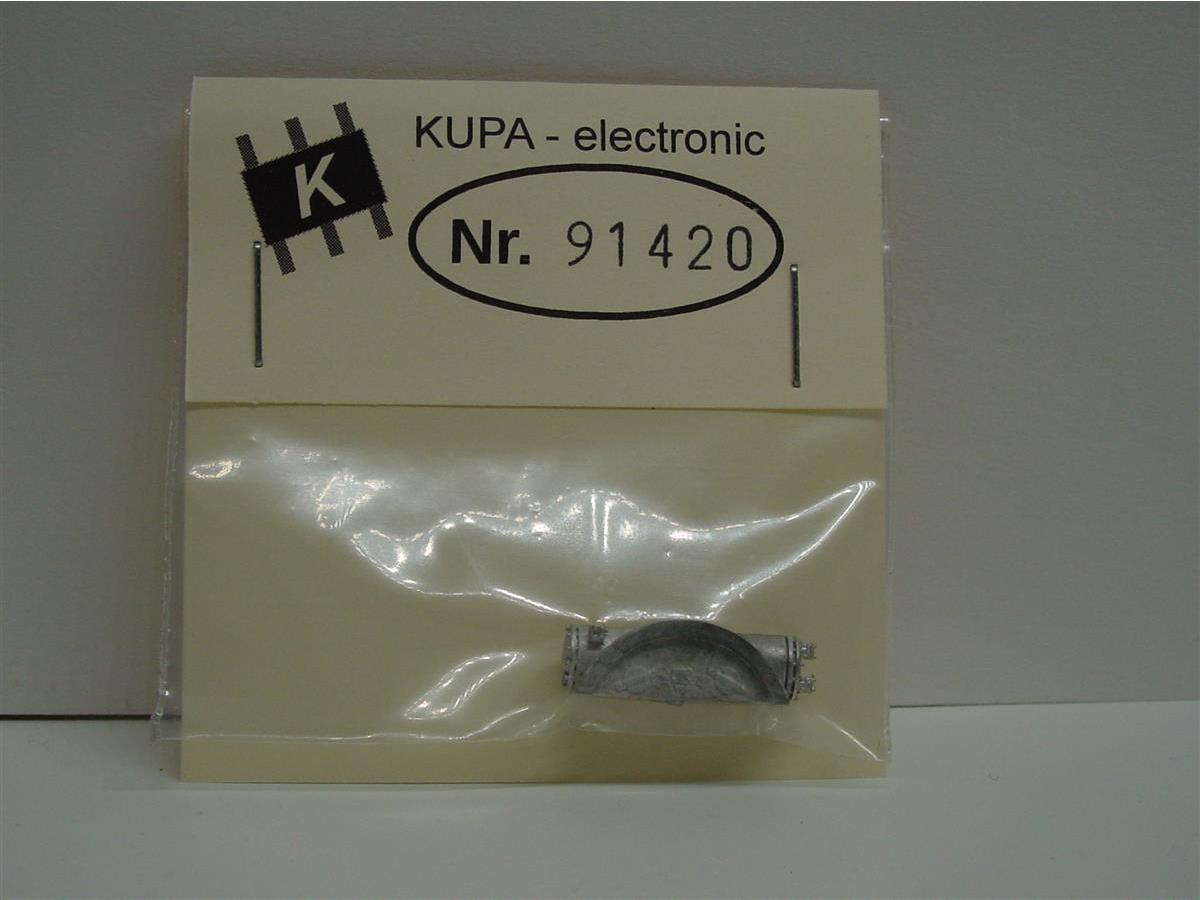 KUPA - electronic
K
Nr. 91420